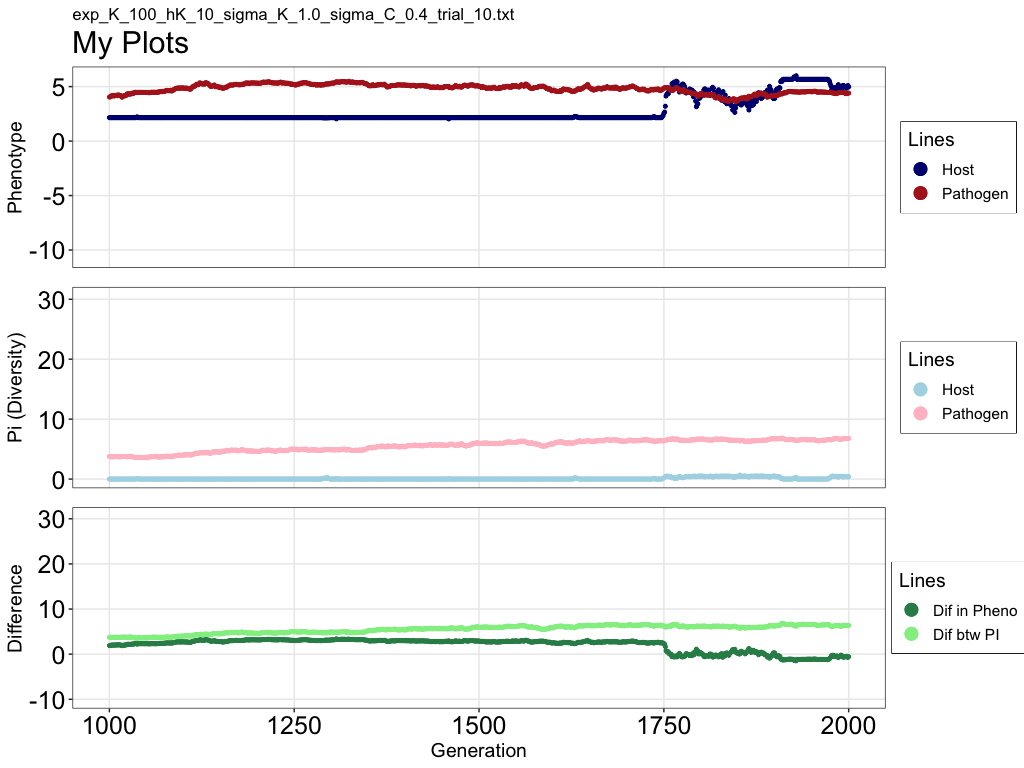 exp_K_100_hK_10_sigma_K_1.0_sigma_C_0.4_trial_10.txt
My Plots
Phenotype
5
0
-5
-10
Lines
Host
Pathogen
Pi (Diversity)
30
20
10
0
Lines
Host
Pathogen
Difference
30
20
10
0
-10
Lines
Dif in Pheno
Dif btw PI
1000 1250 1500 1750 2000
Generation